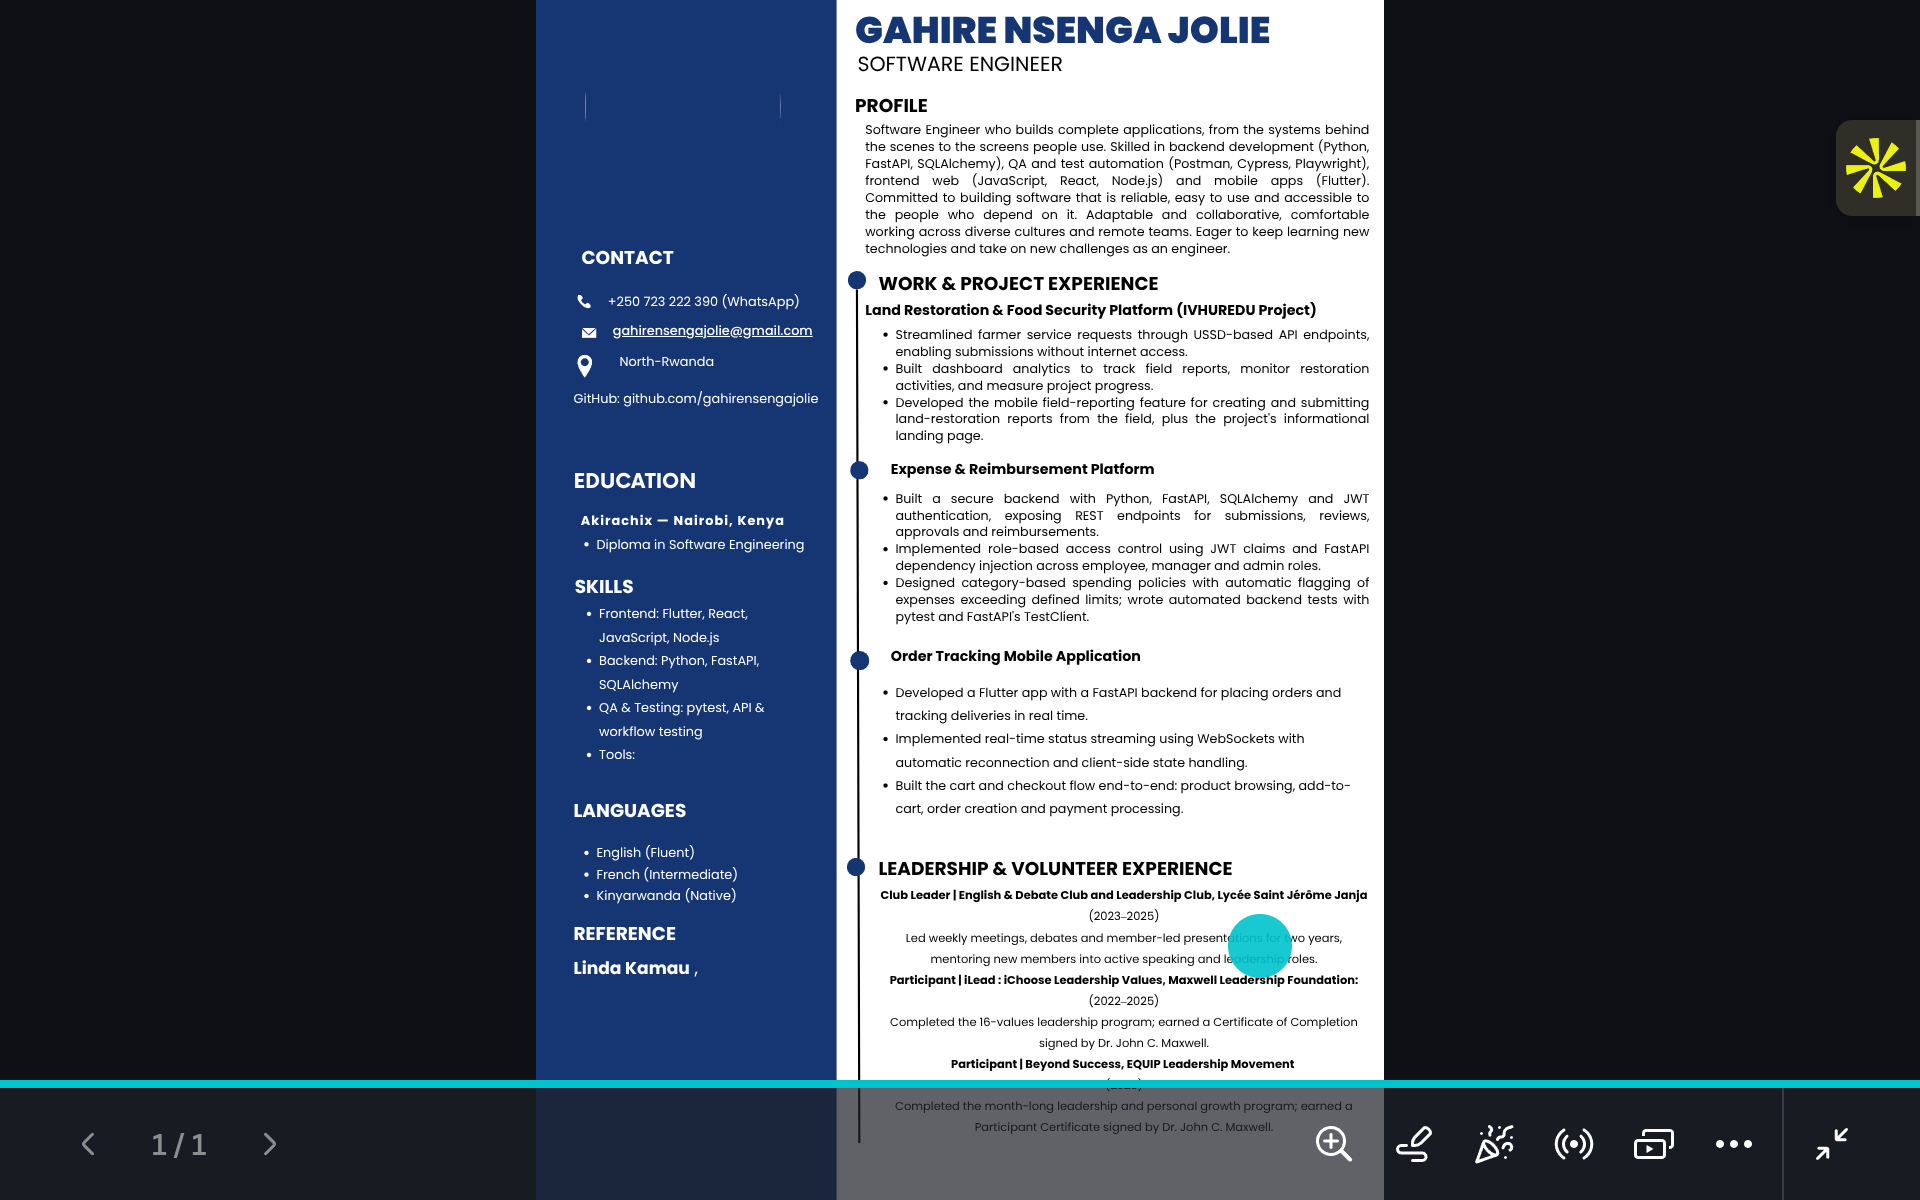 GAHIRE NSENGA JOLIE
SOFTWARE ENGINEER
PROFILE
Software Engineer who builds complete applications, from the systems behind
the scenes to the screens people use. Skilled in backend development (Python,
FastAPI, SQLAlchemy), QA and test automation (Postman, Cypress, Playwright),
frontend web (JavaScript, React, Node.js) and mobile apps (Flutter).
Committed to building software that is reliable, easy to use and accessible to
the people who depend on it. Adaptable and collaborative, comfortable
working across diverse cultures and remote teams. Eager to keep learning new
technologies and take on new challenges as an engineer.
CONTACT
+250 723 222 390 (WhatsApp)
gahirensengajolie@gmail.com
North-Rwanda
GitHub: github.com/gahirensengajolie
EDUCATION
Akirachix — Nairobi, Kenya
• Diploma in Software Engineering
SKILLS
• Frontend: Flutter, React,
JavaScript, Node.js
• Backend: Python, FastAPI,
SQLAlchemy
• QA & Testing: pytest, API &
workflow testing
• Tools:
LANGUAGES
• English (Fluent)
• French (Intermediate)
• Kinyarwanda (Native)
REFERENCE
Linda Kamau ,
WORK & PROJECT EXPERIENCE
Land Restoration & Food Security Platform (IVHUREDU Project)
• Streamlined farmer service requests through USSD-based API endpoints,
enabling submissions without internet access.
• Built dashboard analytics to track field reports, monitor restoration
activities, and measure project progress.
• Developed the mobile field-reporting feature for creating and submitting
land-restoration reports from the field, plus the project's informational
landing page.
Expense & Reimbursement Platform
• Built a secure backend with Python, FastAPI, SQLAlchemy and JWT
authentication, exposing REST endpoints for submissions, reviews,
approvals and reimbursements.
• Implemented role-based access control using JWT claims and FastAPI
dependency injection across employee, manager and admin roles.
• Designed category-based spending policies with automatic flagging of
expenses exceeding defined limits; wrote automated backend tests with
pytest and FastAPI's TestClient.
Order Tracking Mobile Application
• Developed a Flutter app with a FastAPI backend for placing orders and
tracking deliveries in real time.
• Implemented real-time status streaming using WebSockets with
automatic reconnection and client-side state handling.
• Built the cart and checkout flow end-to-end: product browsing, add-to-
cart, order creation and payment processing.
LEADERSHIP & VOLUNTEER EXPERIENCE
Club Leader | English & Debate Club and Leadership Club, Lycée Saint Jérôme Janja
(2023–2025)
Led weekly meetings, debates and member-led presentations for two years,
mentoring new members into active speaking and leadership roles.
Participant | iLead : iChoose Leadership Values, Maxwell Leadership Foundation:
(2022–2025)
Completed the 16-values leadership program; earned a Certificate of Completion
signed by Dr. John C. Maxwell.
Participant | Beyond Success, EQUIP Leadership Movement
Completed the month-long leadership and personal growth program; earned a
Participant Certificate signed by Dr. John C. Maxwell.
1 / 1